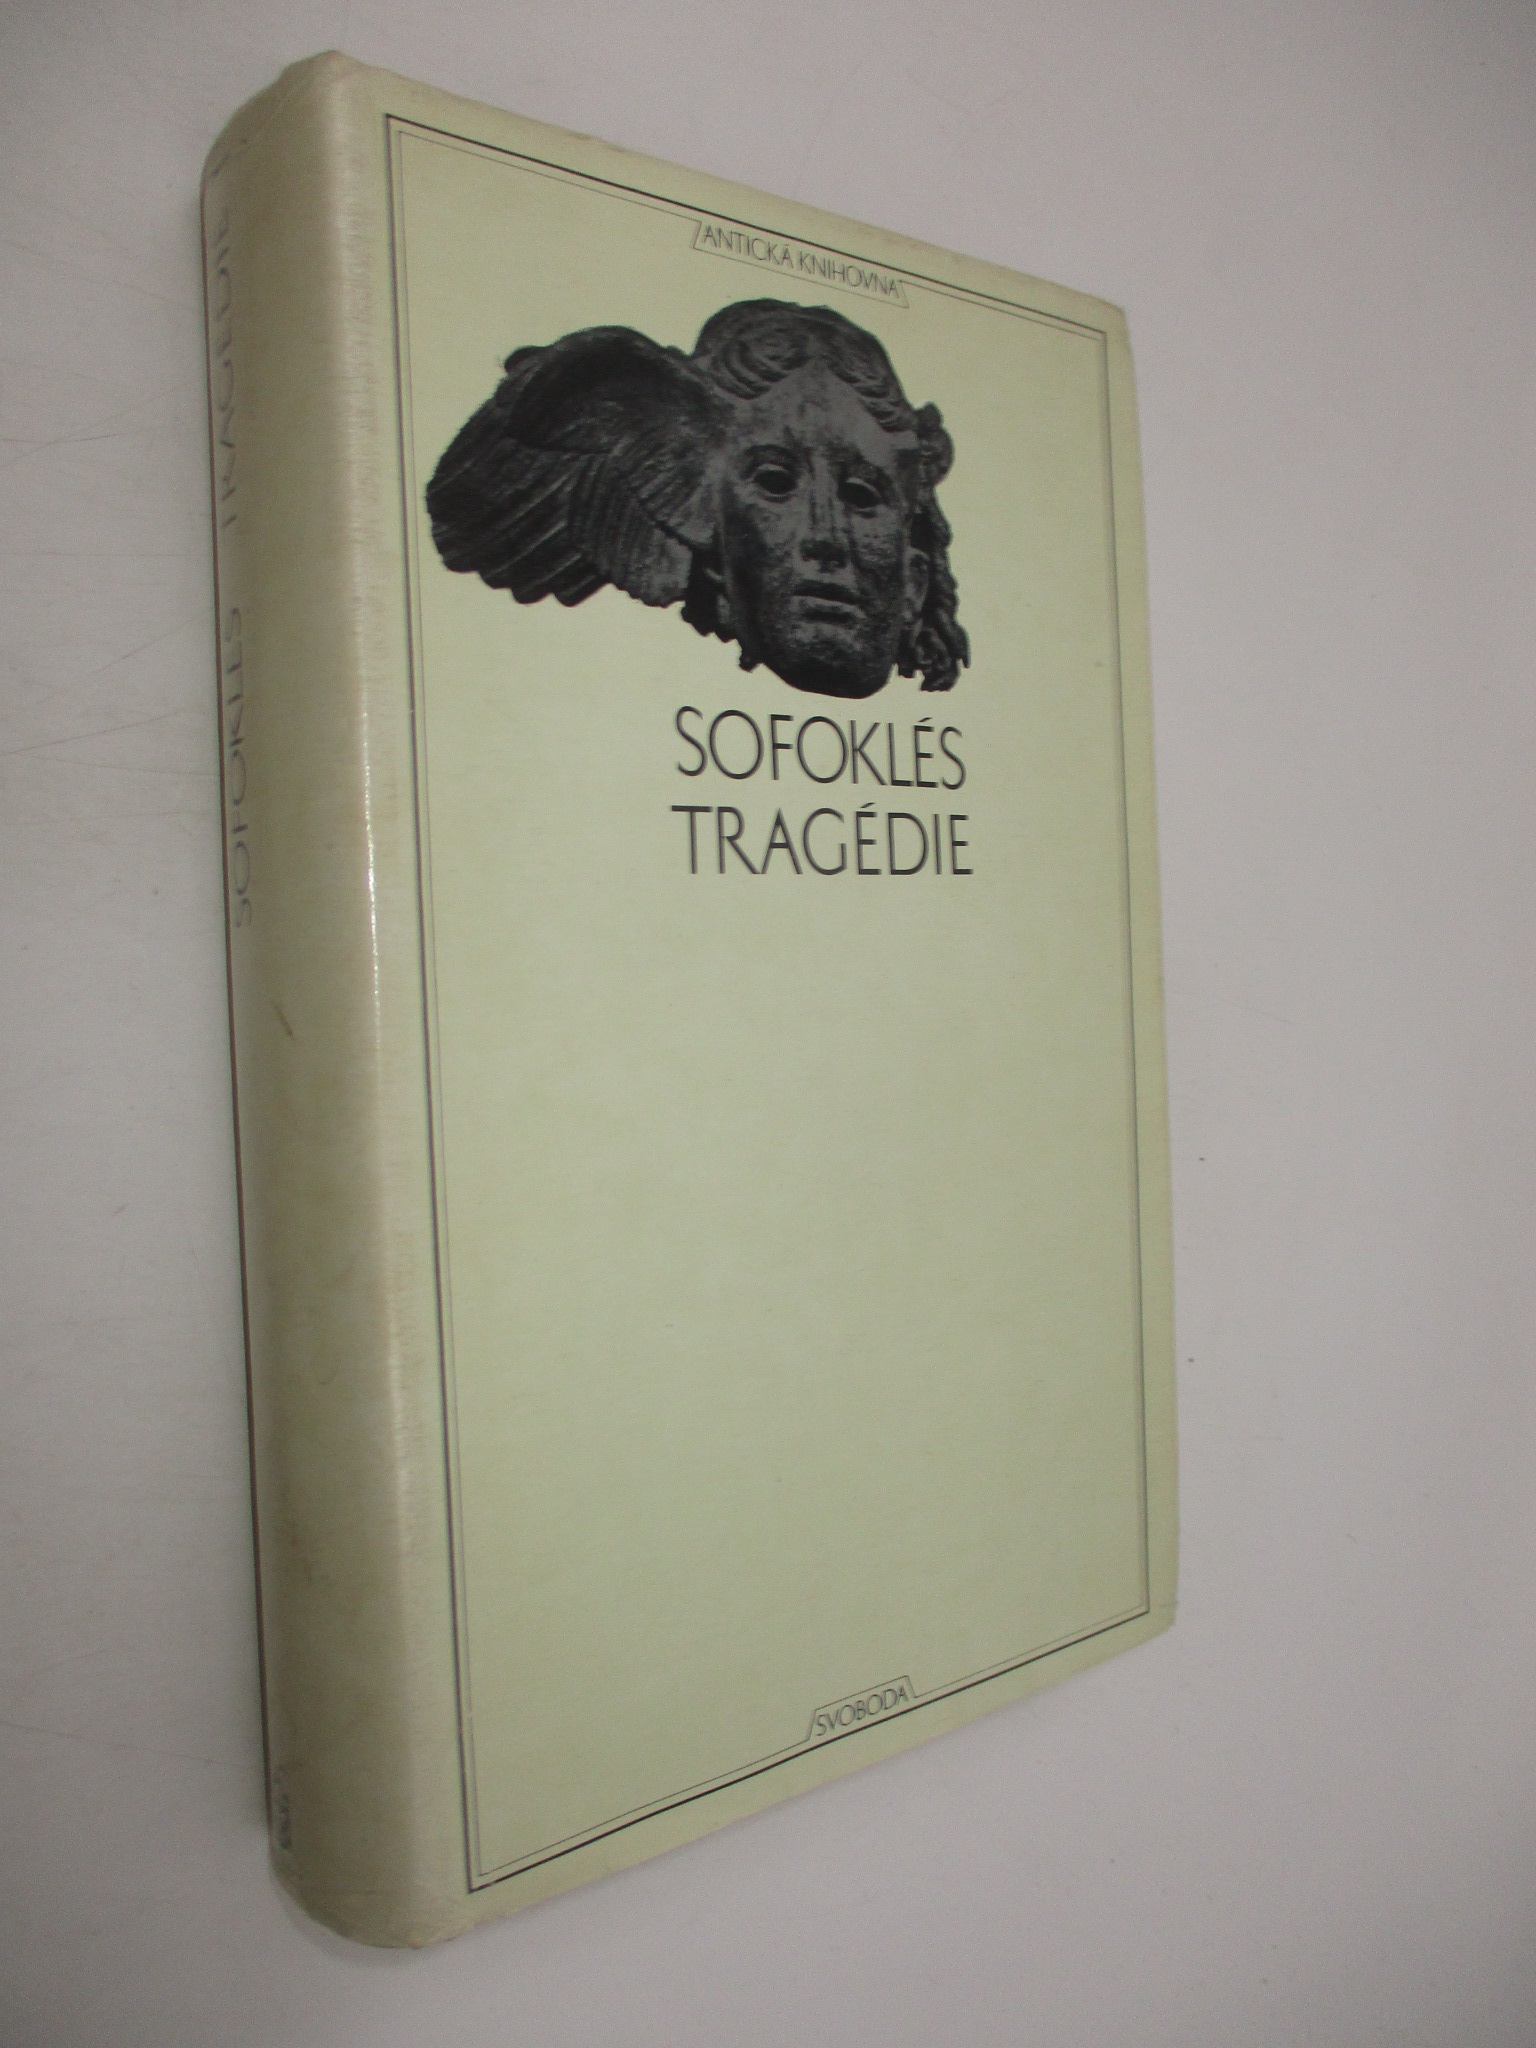 ANTICKÁ KNIHOVNA
SOFOKLÉS
TRAGÉDIE
SVOBODA
SOFOKLÉS TRAGÉDIE